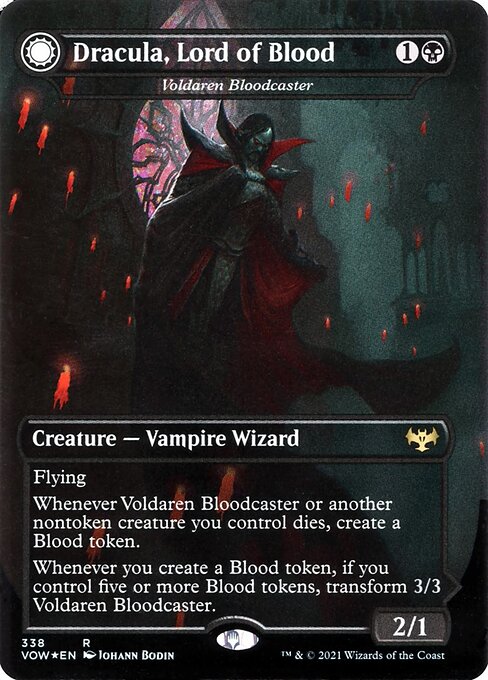 Dracula, Lord of Blood 1
Voldaren Bloodcaster
Creature — Vampire Wizard
Flying
Whenever Voldaren Bloodcaster or another
nontoken creature you control dies, create a
Blood token.
Whenever you create a Blood token, if you
control five or more Blood tokens, transform
Voldaren Bloodcaster.
3/3
2/1
338 R
VOW★EN Johann Bodin
™ & © 2021 Wizards of the Coast